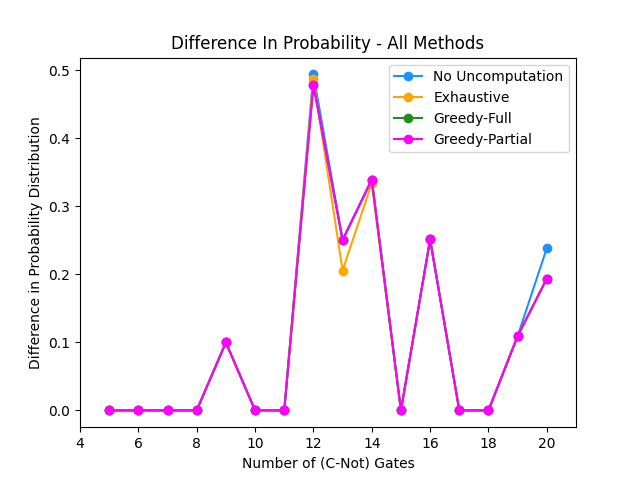 Difference In Probability - All Methods
Difference in Probability Distribution
0.5
0.4
0.3
0.2
0.1
0.0
No Uncomputation
Exhaustive
Greedy-Full
Greedy-Partial
4 6 8 10 12 14 16 18 20
Number of (C-Not) Gates